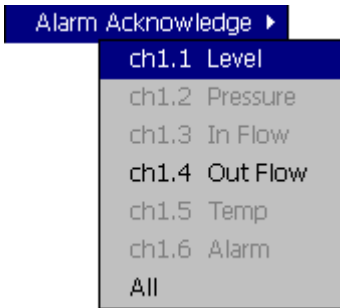 Alarm Acknowledge
ch1.1 Level
ch1.2 Pressure
ch1.3 In Flow
ch1.4 Out Flow
ch1.5 Temp
ch1.6 Alarm
All